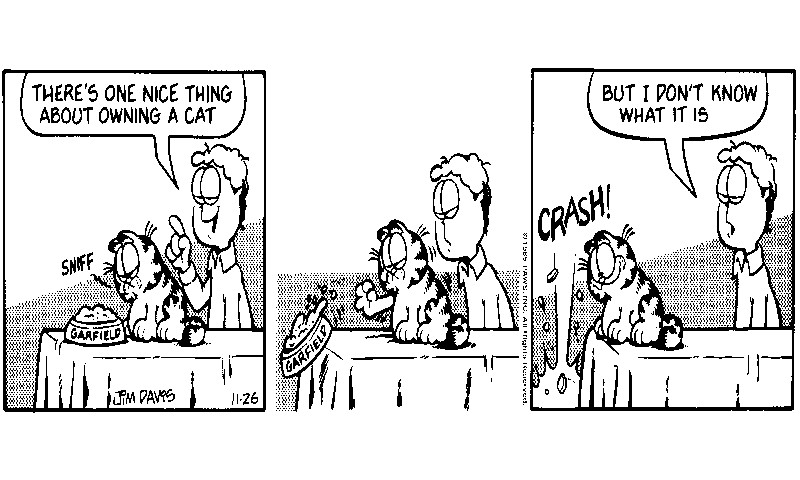 THERE'S ONE NICE THING
ABOUT OWNING A CAT
SNIFF
GARFIELD
JIM DAVIS
11-26
GARFIELD
BUT I DON'T KNOW
WHAT IT IS
CRASH!